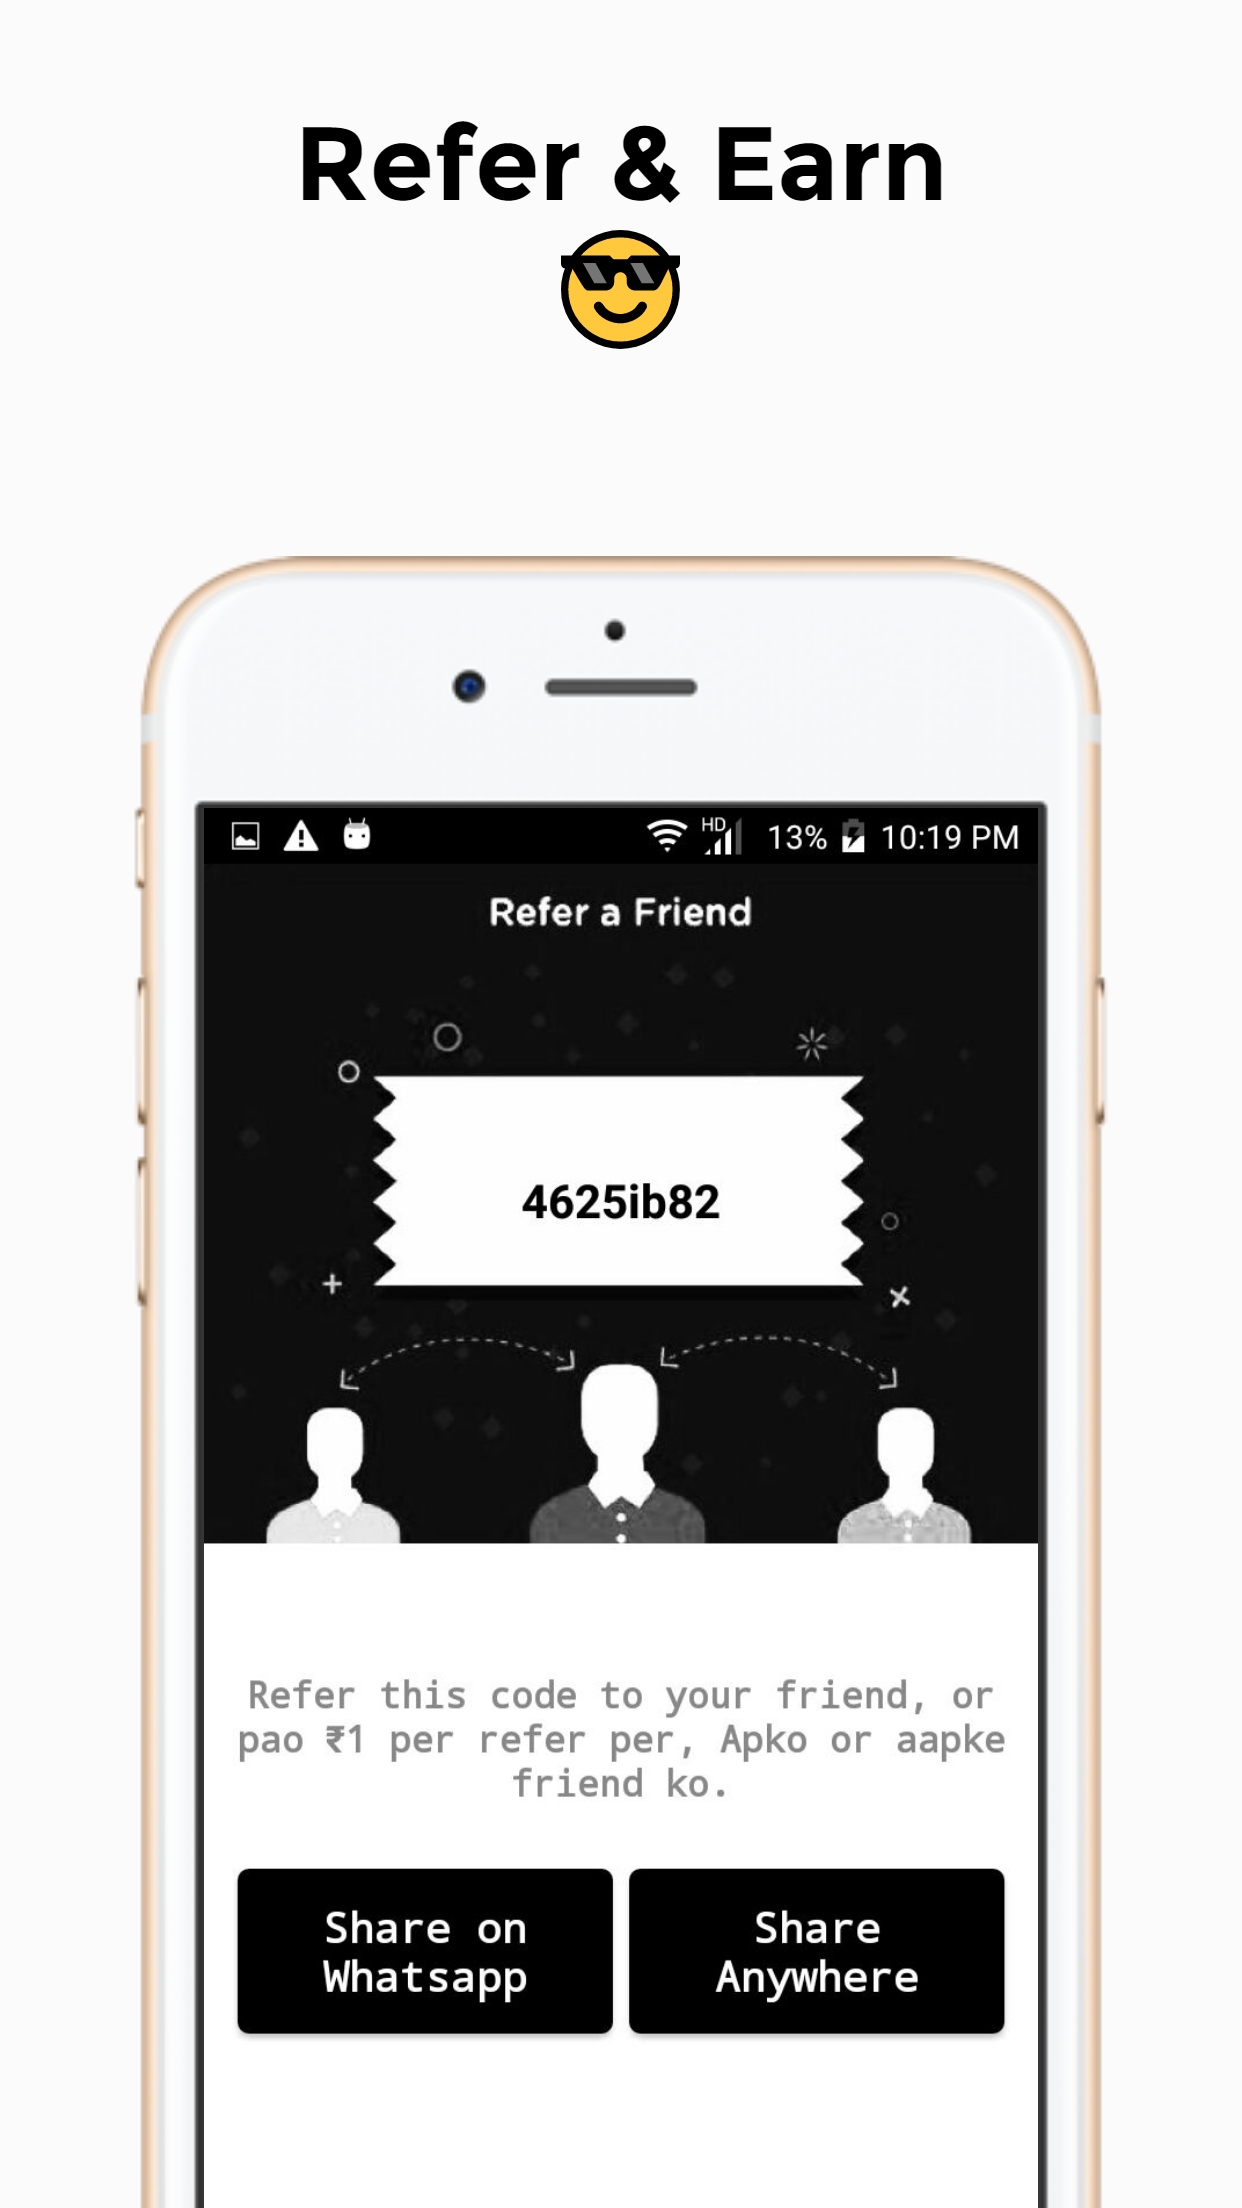 Refer & Earn
HD 13% 10:19 PM
Refer a Friend
4625ib82
Refer this code to your friend, or
pao ₹1 per refer per, Apko or aapke
friend ko.
Share on
Whatsapp
Share
Anywhere